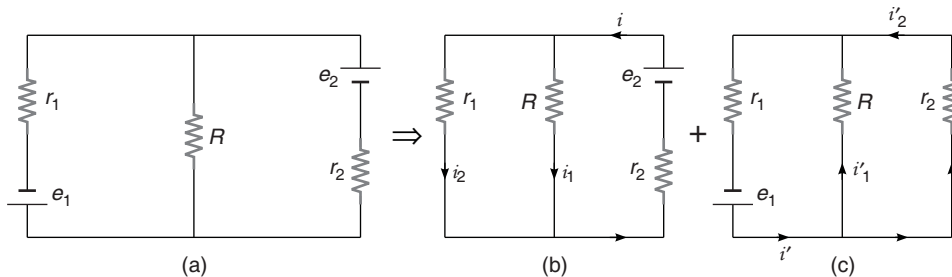 r₁
e₁
R
e₂
r₂
(a)
⇒
i
r₁
i₂
R
i₁
e₂
r₂
(b)
+
i′₂
r₁
e₁
i′
R
i′₁
r₂
(c)